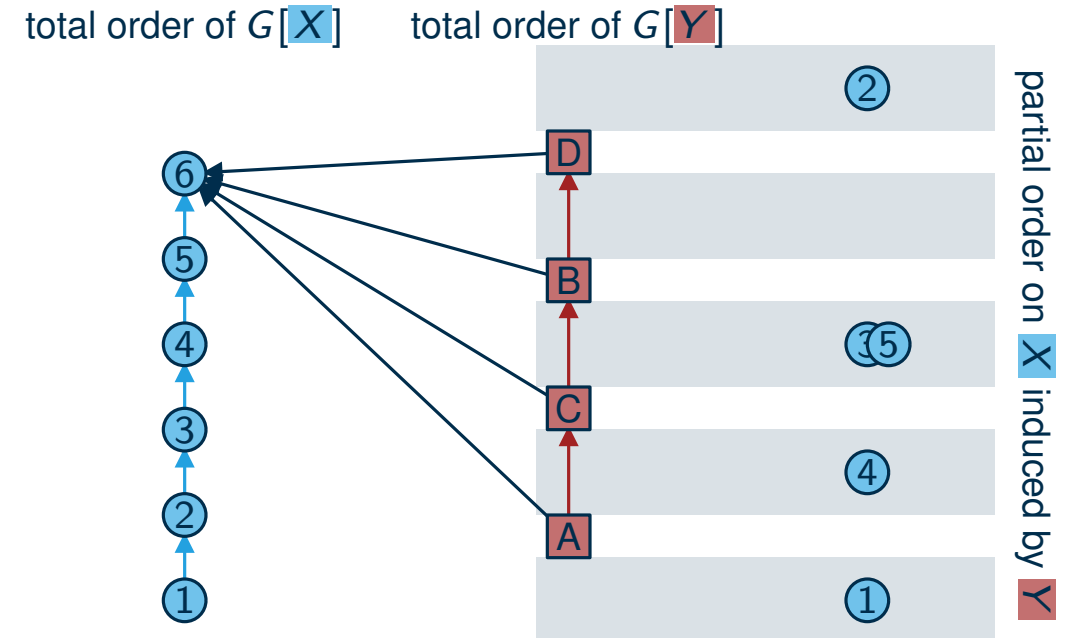 total order of G[X]
total order of G[Y]
2
D
6
B
5
4
35
C
3
4
2
A
1
1
partial order on X induced by Y